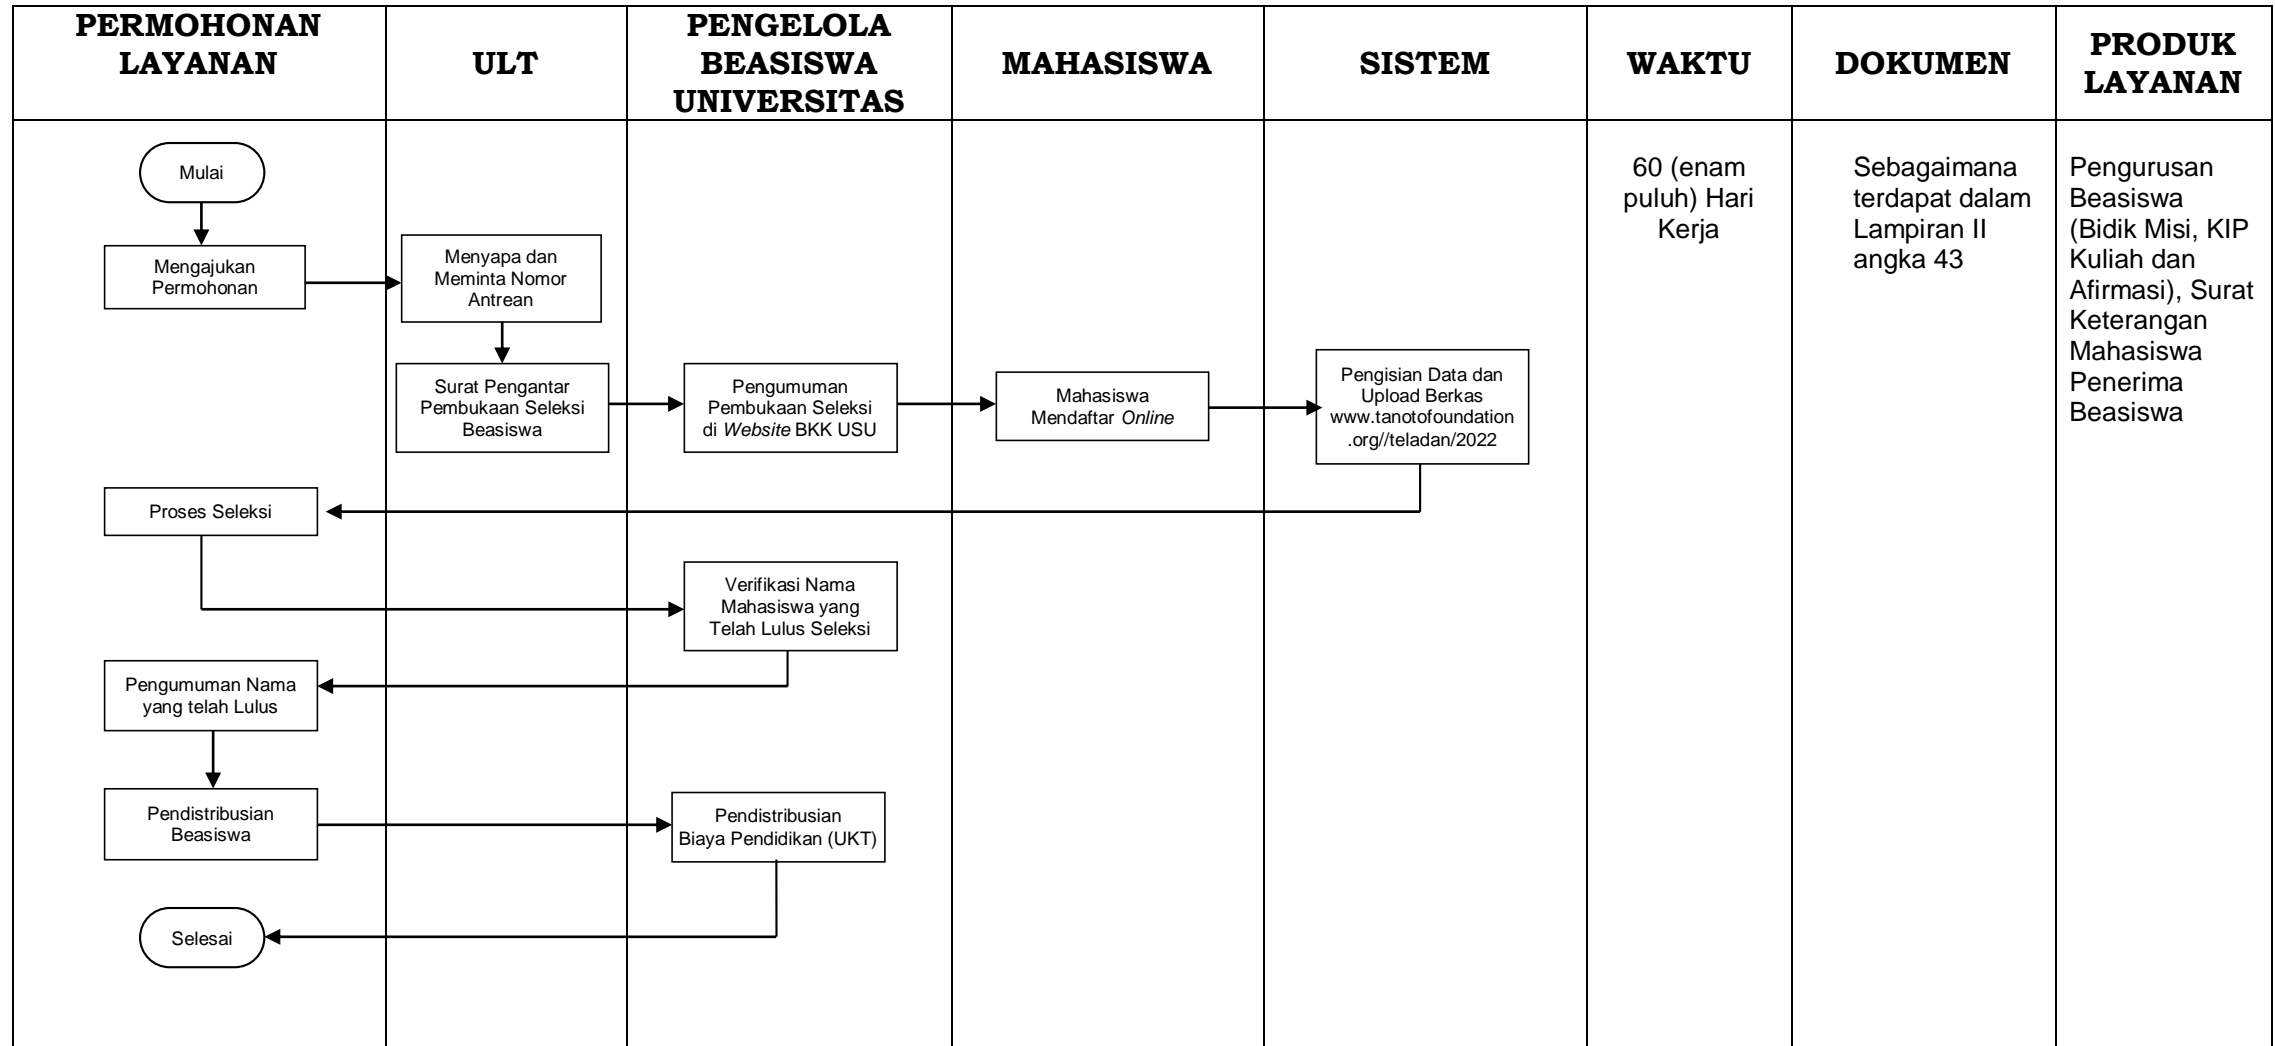 PERMOHONAN
LAYANAN
ULT
PENGELOLA
BEASISWA
UNIVERSITAS
MAHASISWA
SISTEM
WAKTU
DOKUMEN
PRODUK
LAYANAN
Mulai
Mengajukan
Permohonan
Menyapa dan
Meminta Nomor
Antrean
Surat Pengantar
Pembukaan Seleksi
Beasiswa
Pengumuman
Pembukaan Seleksi
di Website BKK USU
Mahasiswa
Mendaftar Online
Pengisian Data dan
Upload Berkas
www.tanotofoundation
.org//teladan/2022
Proses Seleksi
Verifikasi Nama
Mahasiswa yang
Telah Lulus Seleksi
Pengumuman Nama
yang telah Lulus
Pendistribusian
Beasiswa
Pendistribusian
Biaya Pendidikan (UKT)
Selesai
60 (enam
puluh) Hari
Kerja
Sebagaimana
terdapat dalam
Lampiran II
angka 43
Pengurusan
Beasiswa
(Bidik Misi, KIP
Kuliah dan
Afirmasi), Surat
Keterangan
Mahasiswa
Penerima
Beasiswa